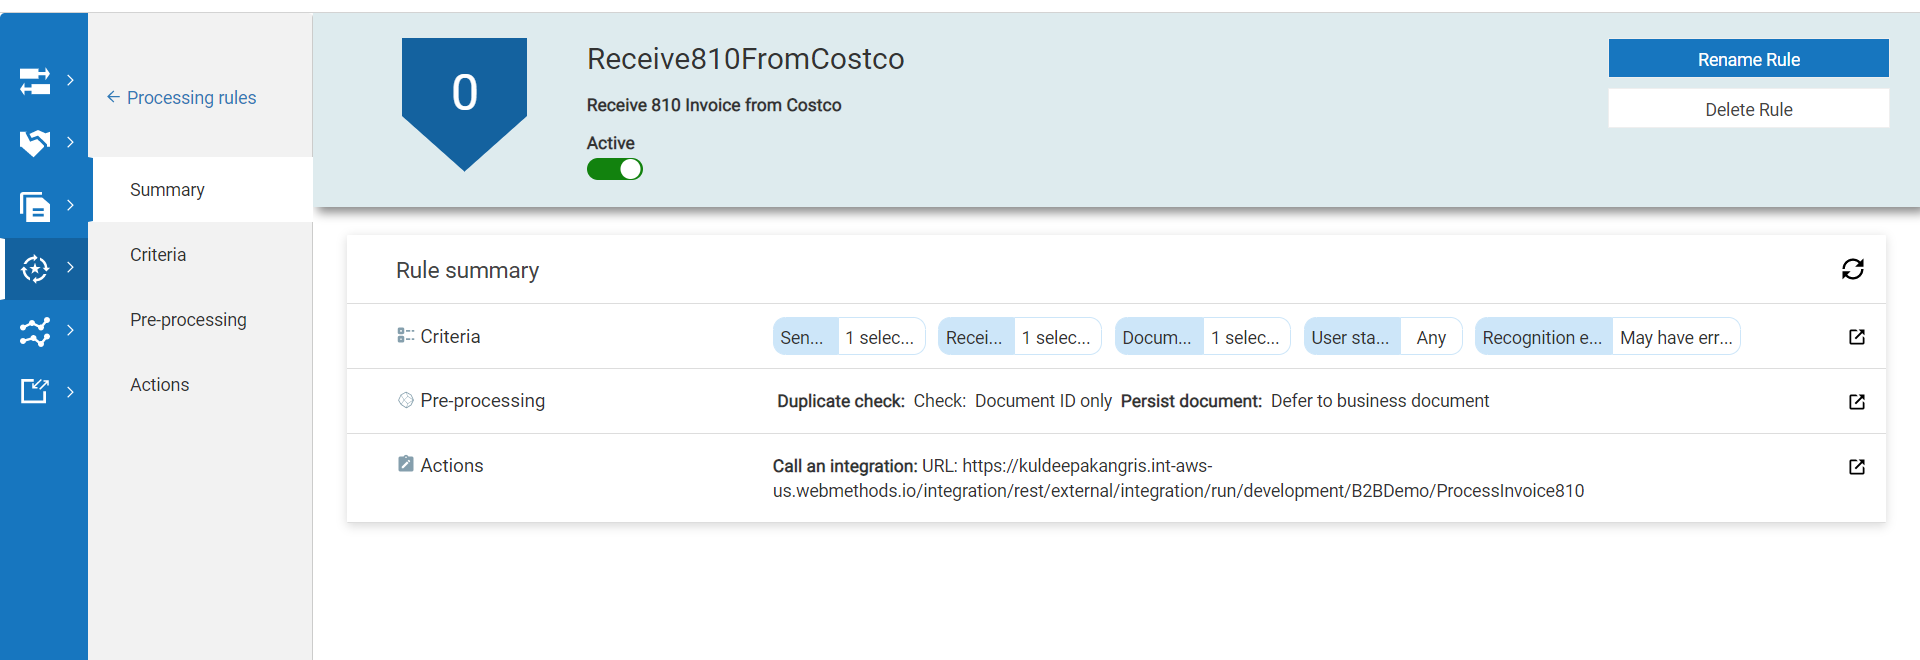 ← Processing rules
Summary
Criteria
Pre-processing
Actions
0
Receive810FromCostco
Receive 810 Invoice from Costco
Active
Rename Rule
Delete Rule
Rule summary
Criteria
Sen... 1 selec... Recei... 1 selec... Docum... 1 selec... User sta... Any Recognition e... May have err...
Pre-processing
Duplicate check: Check: Document ID only Persist document: Defer to business document
Actions
Call an integration: URL: https://kuldeepakangris.int-aws-
us.webmethods.io/integration/rest/external/integration/run/development/B2BDemo/ProcessInvoice810